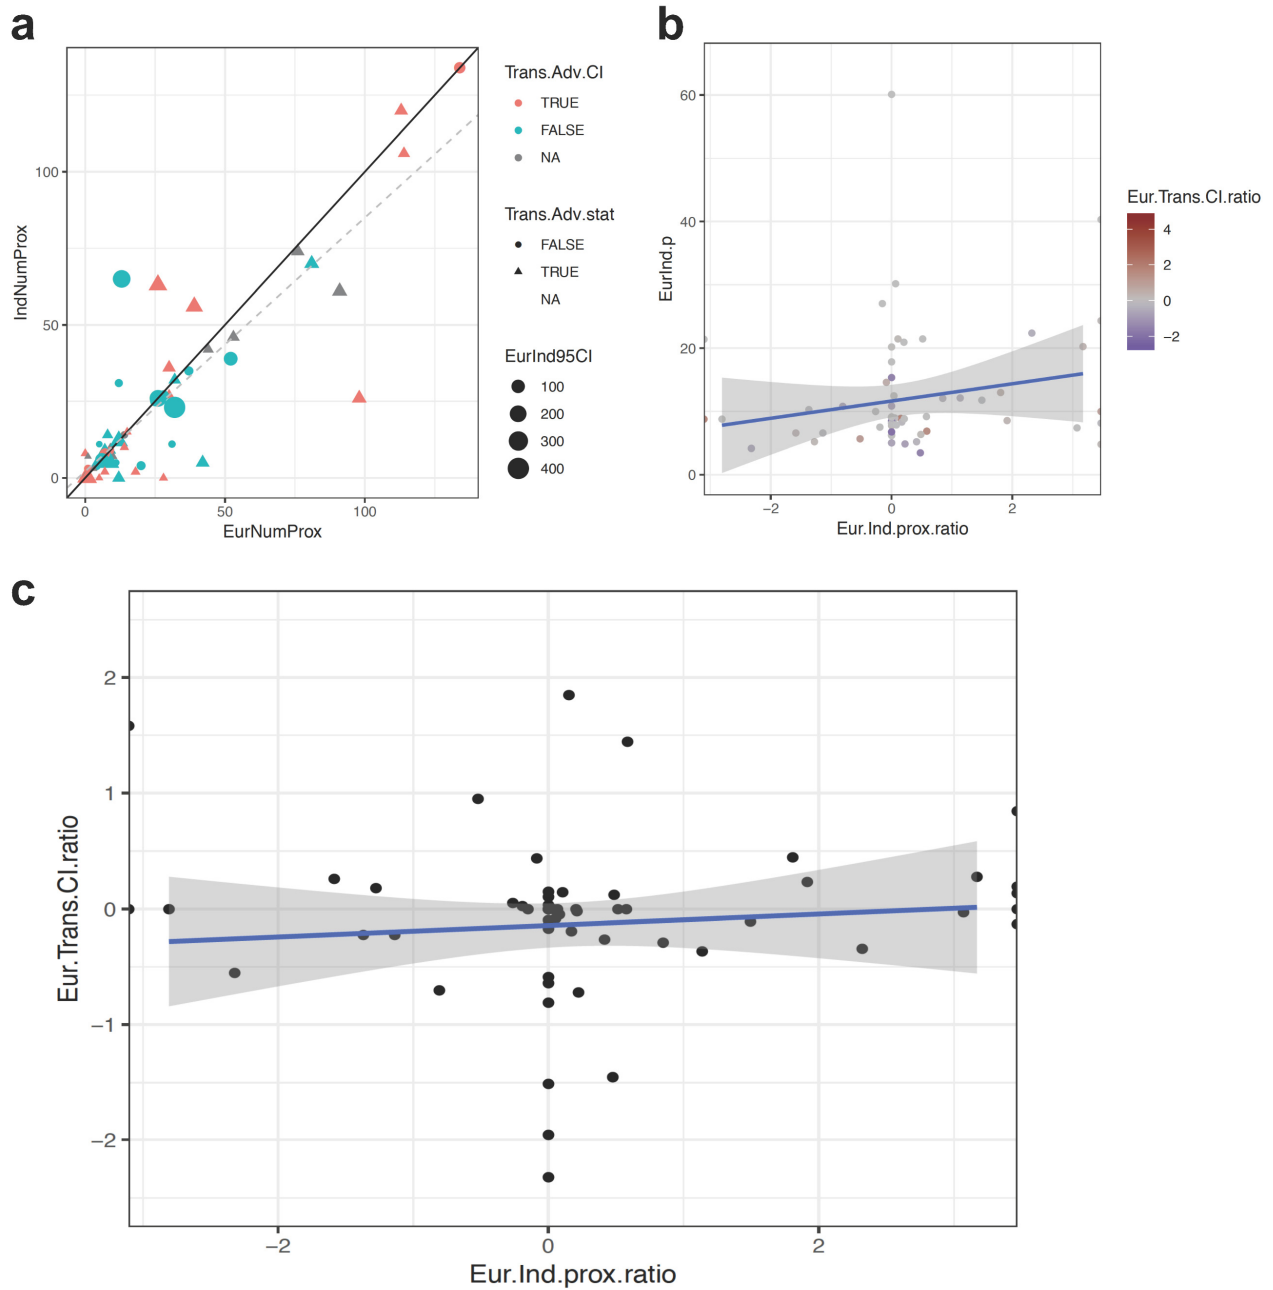 a
100
50
0
IndNumProx
0
50
100
EurNumProx
Trans.Adv.CI
TRUE
FALSE
NA
Trans.Adv.stat
FALSE
TRUE
NA
EurInd95CI
100
200
300
400
b
60
40
20
0
EurInd.p
−2
0
2
Eur.Ind.prox.ratio
Eur.Trans.CI.ratio
4
2
0
−2
c
2
1
0
−1
−2
Eur.Trans.CI.ratio
−2
0
2
Eur.Ind.prox.ratio